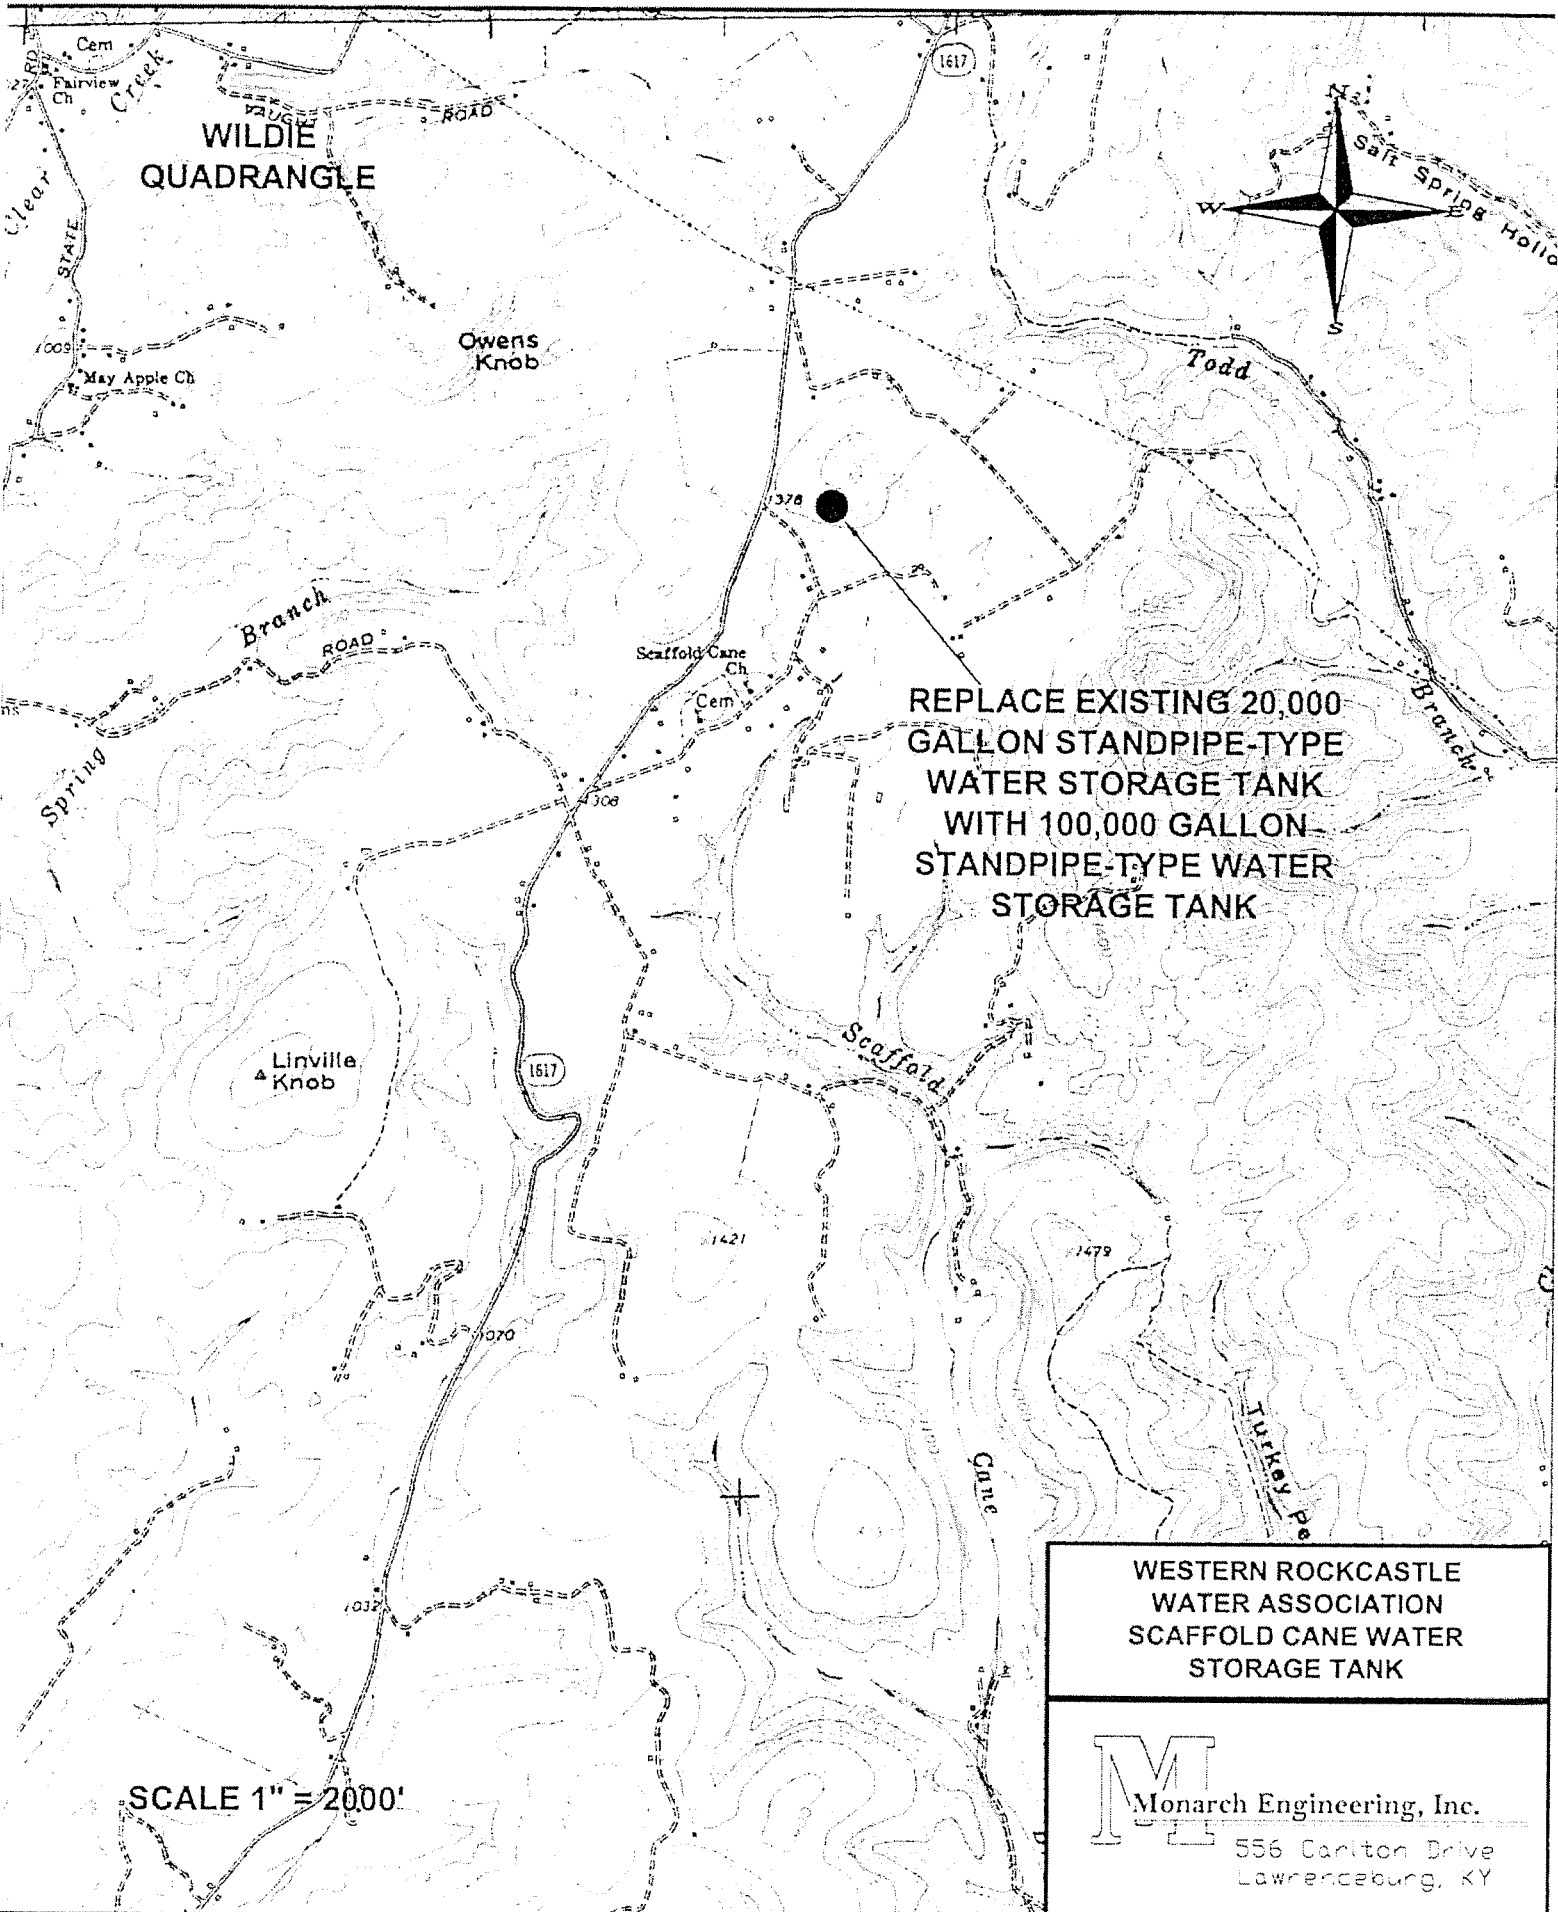 Cem
RD
Fairview
Ch
Creek
1617
VAUGHT
ROAD
WILDIE
QUADRANGLE
Clear
STATE
N
W
E
S
Salt Spring
Owens
Knob
1009
May Apple Ch
Todd
1378
Branch
ROAD
Scaffold Cane
Ch
Cem
REPLACE EXISTING 20,000
GALLON STANDPIPE-TYPE
WATER STORAGE TANK
WITH 100,000 GALLON
STANDPIPE-TYPE WATER
STORAGE TANK
Branch
Spring
1308
Linville
Knob
1617
Scaffold
1421
1479
1070
Turkey
Cane
1032
SCALE 1" = 2000'
WESTERN ROCKCASTLE
WATER ASSOCIATION
SCAFFOLD CANE WATER
STORAGE TANK
M
Monarch Engineering, Inc.
556 Carlton Drive
Lawrenceburg, KY